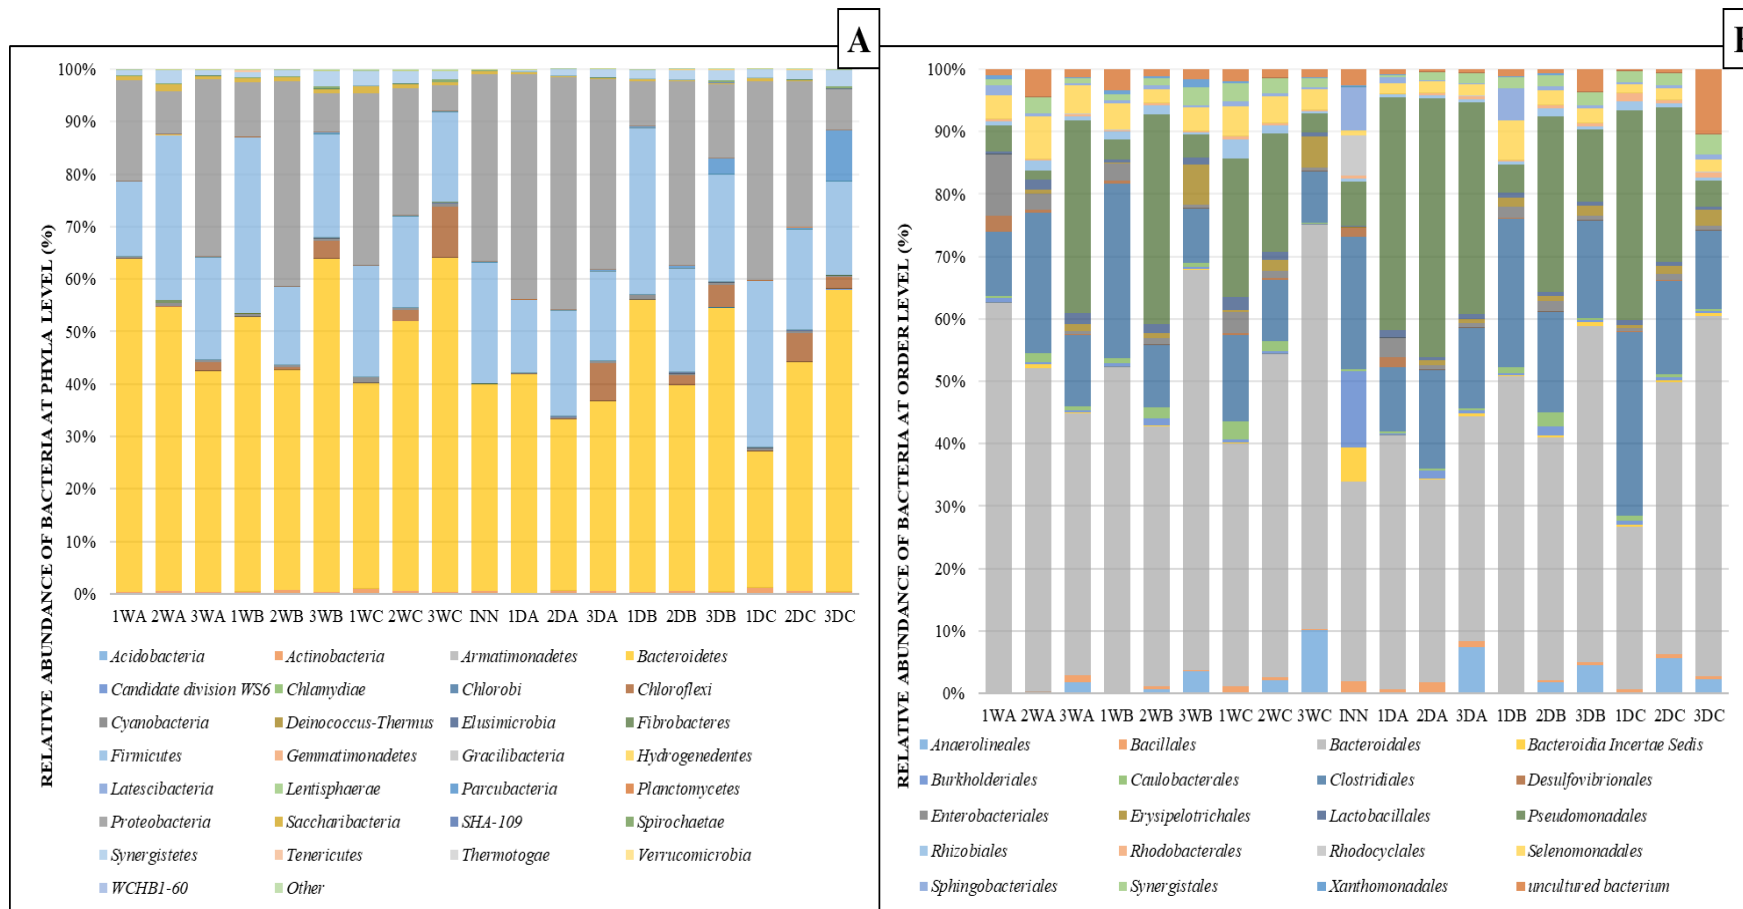 A
RELATIVE ABUNDANCE OF BACTERIA AT PHYLA LEVEL (%)
100%
90%
80%
70%
60%
50%
40%
30%
20%
10%
0%
1WA 2WA 3WA 1WB 2WB 3WB 1WC 2WC 3WC INN 1DA 2DA 3DA 1DB 2DB 3DB 1DC 2DC 3DC
Acidobacteria Actinobacteria Armatimonadetes Bacteroidetes
Candidate division WS6 Chlamydiae Chlorobi Chloroflexi
Cyanobacteria Deinococcus-Thermus Elusimicrobia Fibrobacteres
Firmicutes Gemmatimonadetes Gracilibacteria Hydrogenedentes
Latescibacteria Lentisphaerae Parcubacteria Planctomycetes
Proteobacteria Saccharibacteria SHA-109 Spirochaetae
Synergistetes Tenericutes Thermotogae Verrucomicrobia
WCHB1-60 Other
RELATIVE ABUNDANCE OF BACTERIA AT ORDER LEVEL (%)
100%
90%
80%
70%
60%
50%
40%
30%
20%
10%
0%
1WA 2WA 3WA 1WB 2WB 3WB 1WC 2WC 3WC INN 1DA 2DA 3DA 1DB 2DB 3DB 1DC 2DC 3DC
Anaerolineales Bacillales Bacteroidales Bacteroidia Incertae Sedis
Burkholderiales Caulobacterales Clostridiales Desulfovibrionales
Enterobacteriales Erysipelotrichales Lactobacillales Pseudomonadales
Rhizobiales Rhodobacterales Rhodocyclales Selenomonadales
Sphingobacteriales Synergistales Xanthomonadales uncultured bacterium